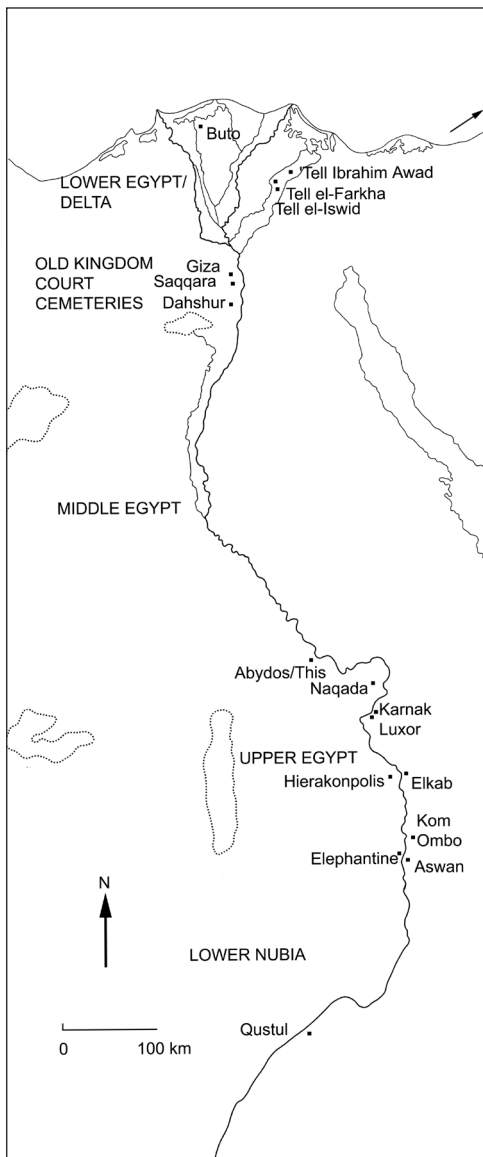 Buto
Tell Ibrahim Awad
Tell el-Farkha
Tell el-Iswid
LOWER EGYPT/
DELTA
OLD KINGDOM
COURT
CEMETERIES
Giza
Saqqara
Dahshur
MIDDLE EGYPT
Abydos/This
Naqada
Karnak
Luxor
UPPER EGYPT
Hierakonpolis
Elkab
Kom
Ombo
Elephantine
Aswan
N
LOWER NUBIA
0 100 km
Qustul